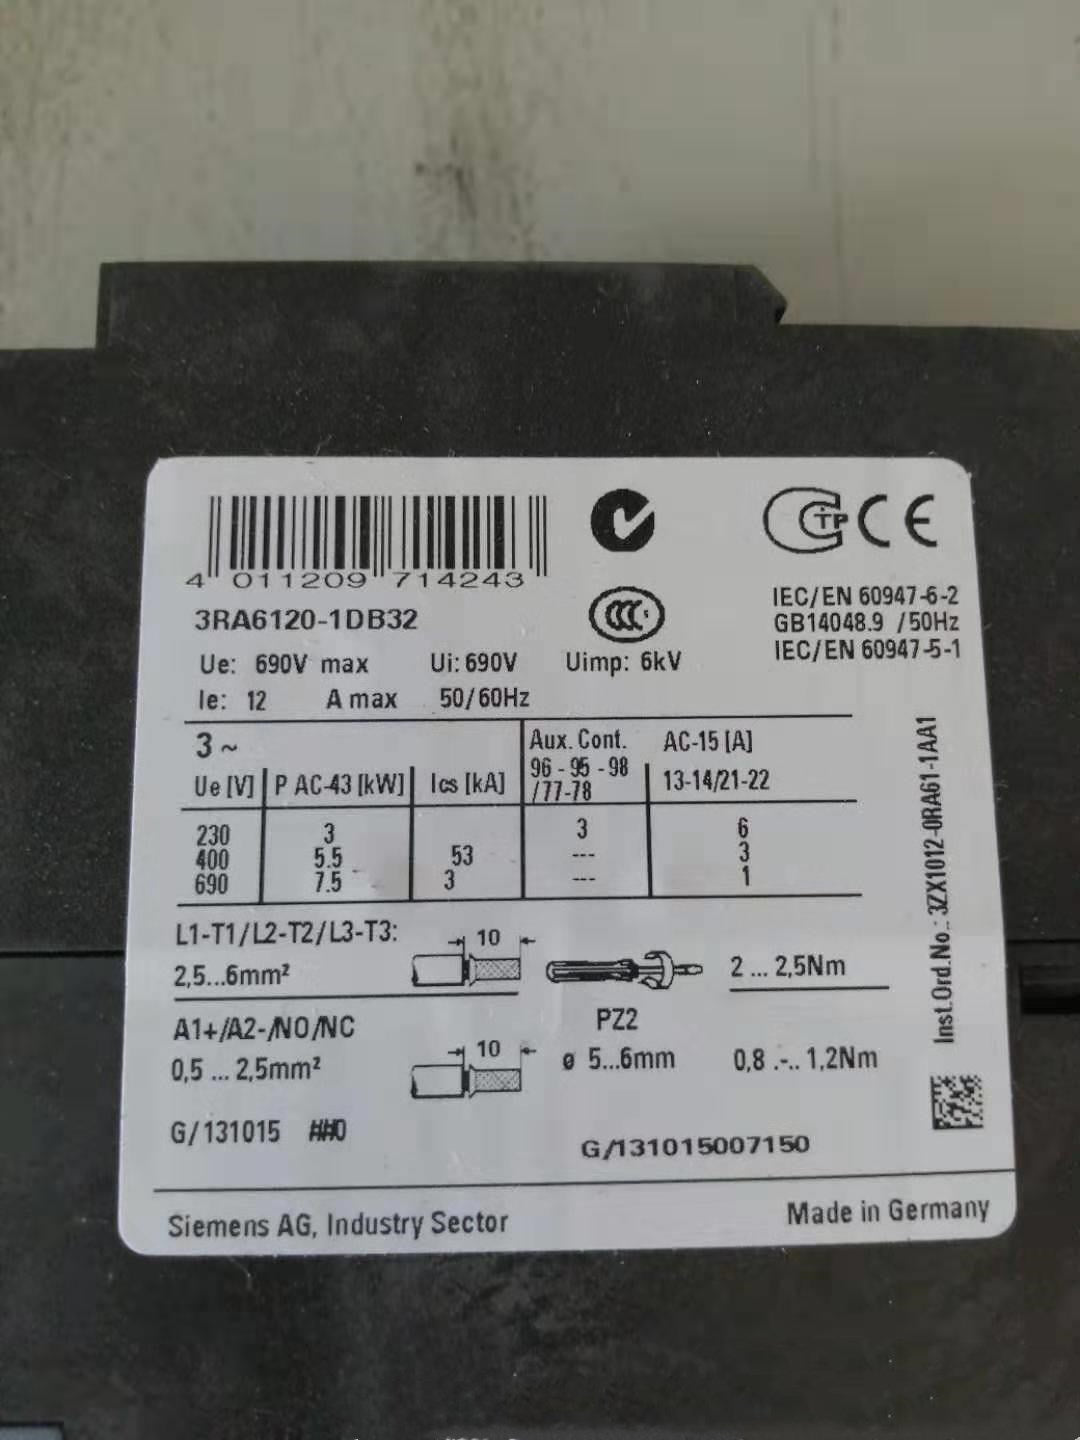 4 011209 714243
3RA6120-1DB32
Ue: 690V max Ui: 690V Uimp: 6kV
Ie: 12 A max 50/60Hz
CCC S
TP CE
IEC/EN 60947-6-2
GB14048.9 /50Hz
IEC/EN 60947-5-1
3 ~ Aux. Cont. AC-15 [A]
Ue [V] P AC-43 [kW] Ics [kA] 96 - 95 - 98 /77-78 13-14/21-22
230 3 3 6
400 5.5 53 --- 3
690 7.5 3 --- 1
L1-T1/L2-T2/L3-T3: 10
2,5...6mm² 2 ... 2,5Nm
A1+/A2-/NO/NC 10 PZ2
0,5 ... 2,5mm² ø 5...6mm 0,8 .-.. 1,2Nm
G/131015 ##0
G/131015007150
Inst.Ord.No.: 3ZX1012-0RA61-1AA1
Siemens AG, Industry Sector Made in Germany